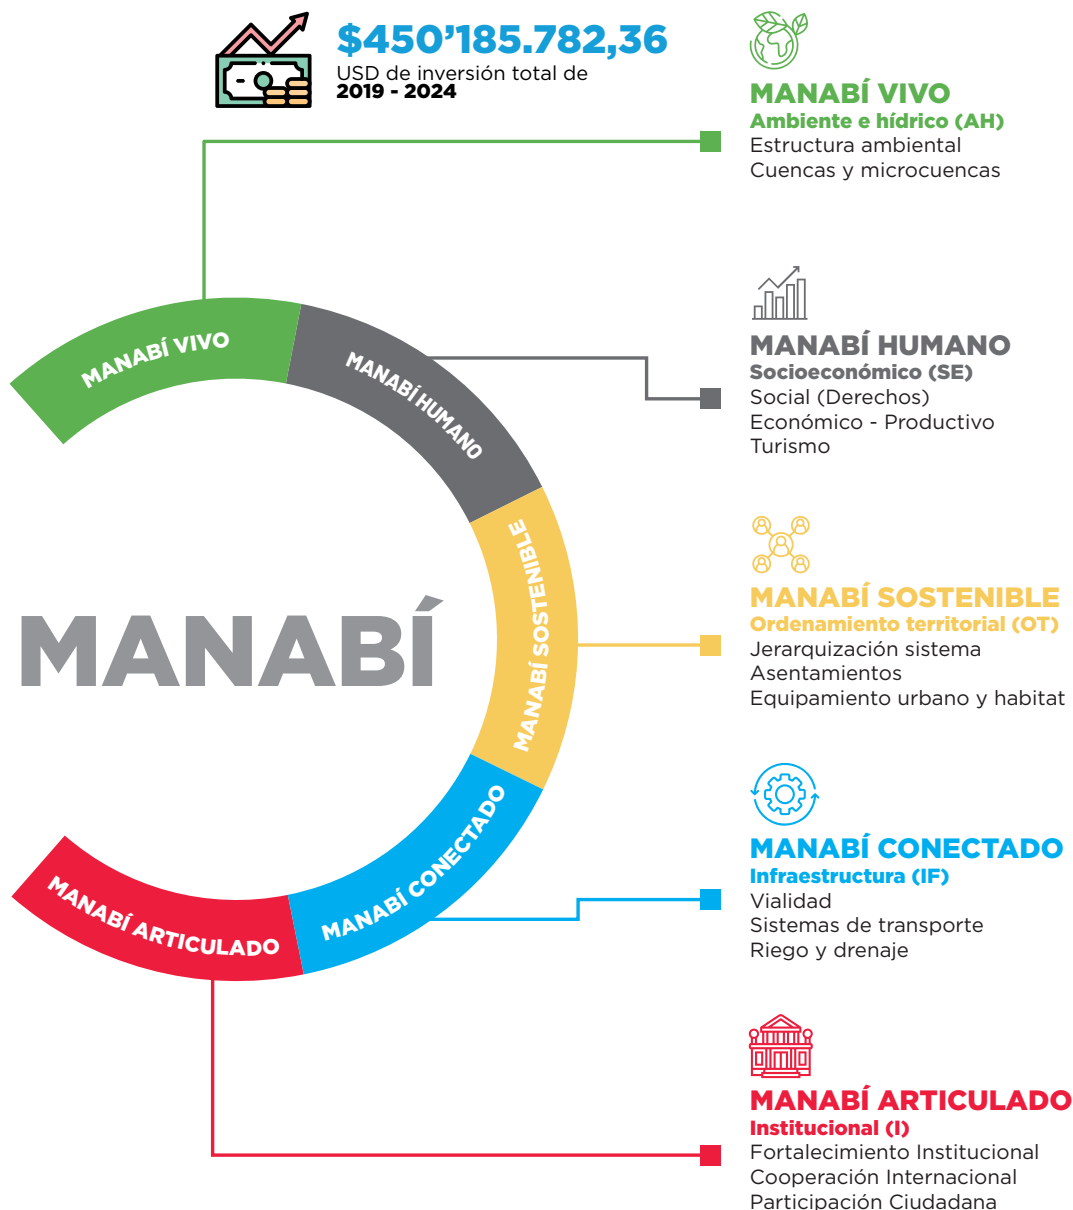 $450’185.782,36
USD de inversión total de
2019 - 2024
MANABÍ VIVO
Ambiente e hídrico (AH)
Estructura ambiental
Cuencas y microcuencas
MANABÍ HUMANO
Socioeconómico (SE)
Social (Derechos)
Económico - Productivo
Turismo
MANABÍ SOSTENIBLE
Ordenamiento territorial (OT)
Jerarquización sistema
Asentamientos
Equipamiento urbano y habitat
MANABÍ CONECTADO
Infraestructura (IF)
Vialidad
Sistemas de transporte
Riego y drenaje
MANABÍ ARTICULADO
Institucional (I)
Fortalecimiento Institucional
Cooperación Internacional
Participación Ciudadana
MANABÍ
MANABÍ VIVO
MANABÍ HUMANO
MANABÍ SOSTENIBLE
MANABÍ CONECTADO
MANABÍ ARTICULADO